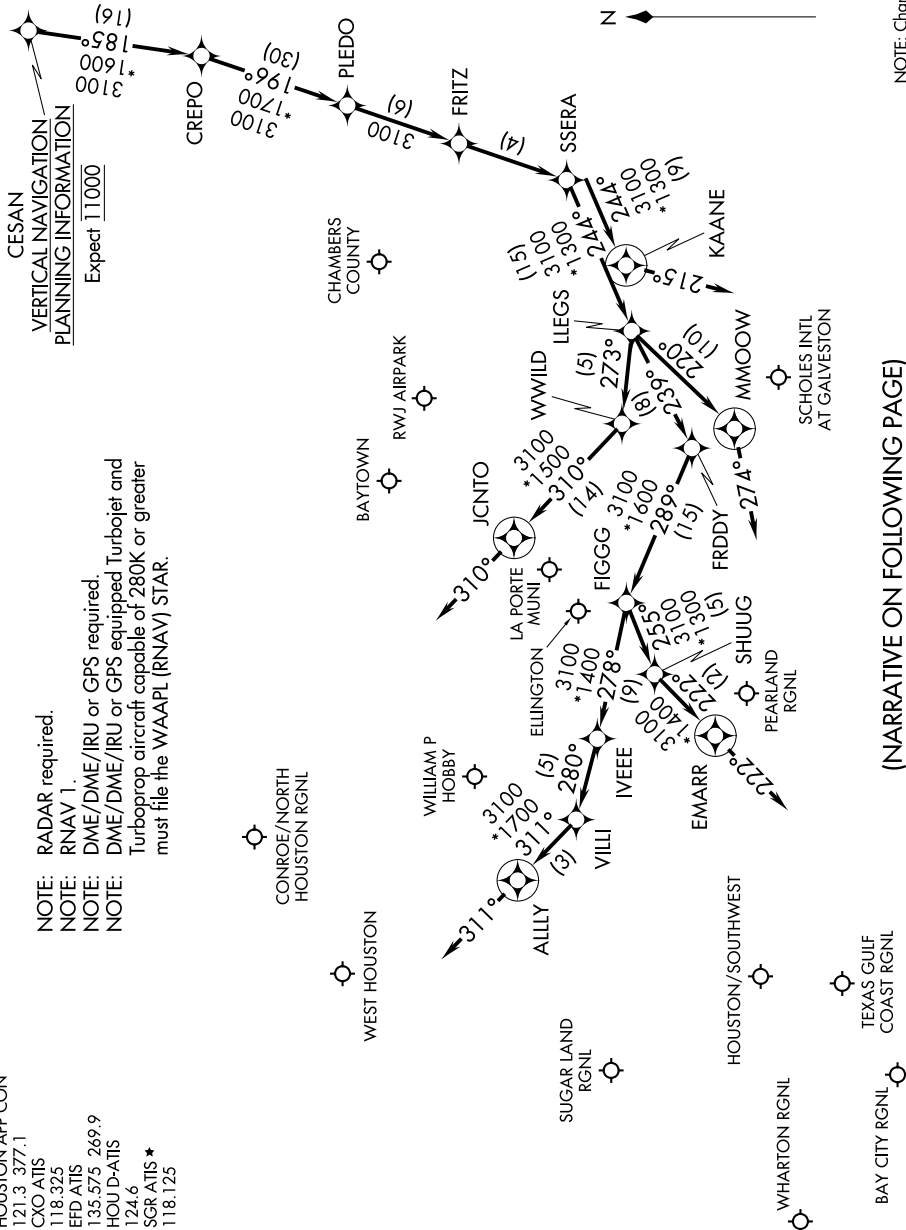 HOUSTON APP CON
121.3 377.1
CXO ATIS
118.325
EFD ATIS
135.575 269.9
HOU D-ATIS
124.6
SGR ATIS ★
118.125
NOTE: RADAR required.
NOTE: RNAV 1.
NOTE: DME/DME/IRU or GPS required.
NOTE: DME/DME/IRU or GPS equipped Turbojet and
Turboprop aircraft capable of 280K or greater
must file the WAAPL (RNAV) STAR.
CESAN
VERTICAL NAVIGATION
PLANNING INFORMATION
Expect 11000
3100
*1600
185°
(16)
CREPO
3100
*1700
196°
(30)
PLEDO
3100
(6)
FRITZ
(4)
SSERA
244°
3100
*1300
(9)
KAANE
215°
(15)
3100
*1300
244°
LLEGS
(5)
273°
WWILD
3100
*1500
310°
(14)
JCNTO
310°
(8)
239°
FRDDY
220°
(10)
MMOOW
274°
3100
*1600
289°
(15)
FIGGG
255°
3100
*1300
(5)
SHUUG
222°
(2)
3100
*1400
EMARR
222°
3100
*1400
278°
(9)
IVEEE
(5)
280°
VILLI
3100
*1700
311°
(3)
ALLLY
311°
CHAMBERS
COUNTY
RWJ AIRPARK
BAYTOWN
LA PORTE
MUNI
ELLINGTON
WILLIAM P
HOBBY
CONROE/NORTH
HOUSTON RGNL
WEST HOUSTON
SUGAR LAND
RGNL
HOUSTON/SOUTHWEST
TEXAS GULF
COAST RGNL
WHARTON RGNL
BAY CITY RGNL
PEARLAND
RGNL
SCHOLES INTL
AT GALVESTON
N
(NARRATIVE ON FOLLOWING PAGE)
NOTE: